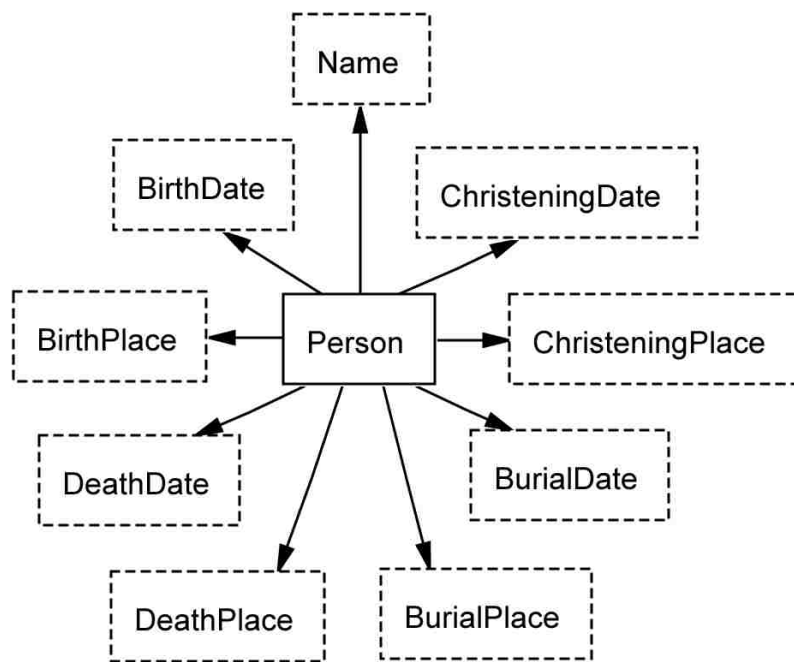 Name
BirthDate
ChristeningDate
BirthPlace
Person
ChristeningPlace
DeathDate
BurialDate
DeathPlace
BurialPlace